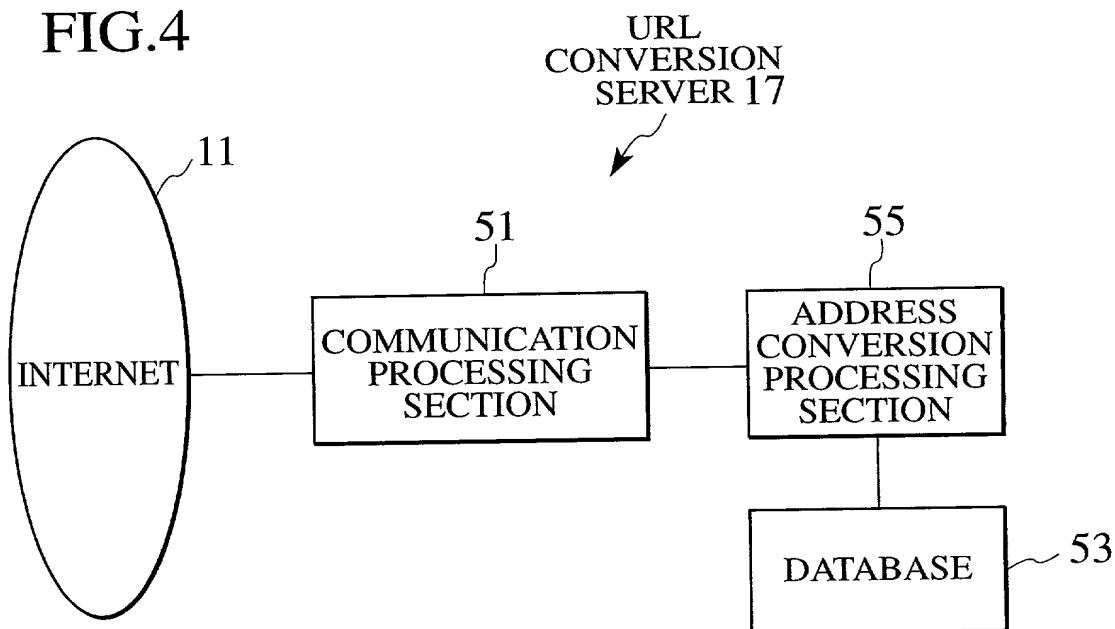 FIG.4
URL
CONVERSION
SERVER 17
11
51
55
INTERNET
COMMUNICATION
PROCESSING
SECTION
ADDRESS
CONVERSION
PROCESSING
SECTION
DATABASE
53